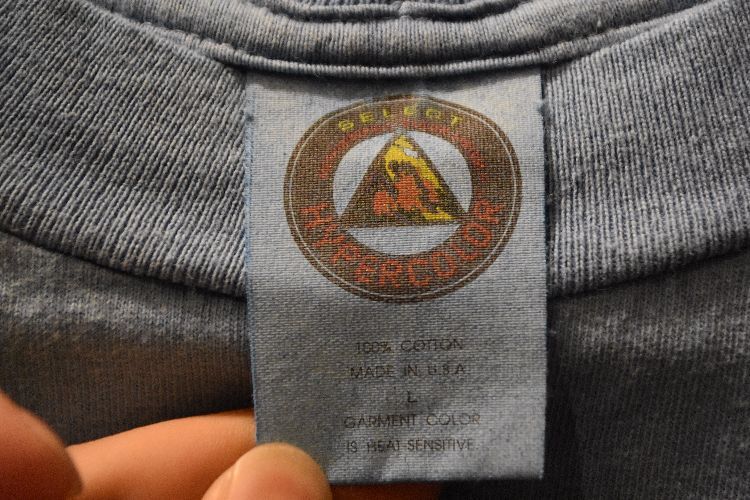 SELECT
HYPERCOLOR
100% COTTON
MADE IN U.S.A.
L
GARMENT COLOR
IS HEAT-SENSITIVE